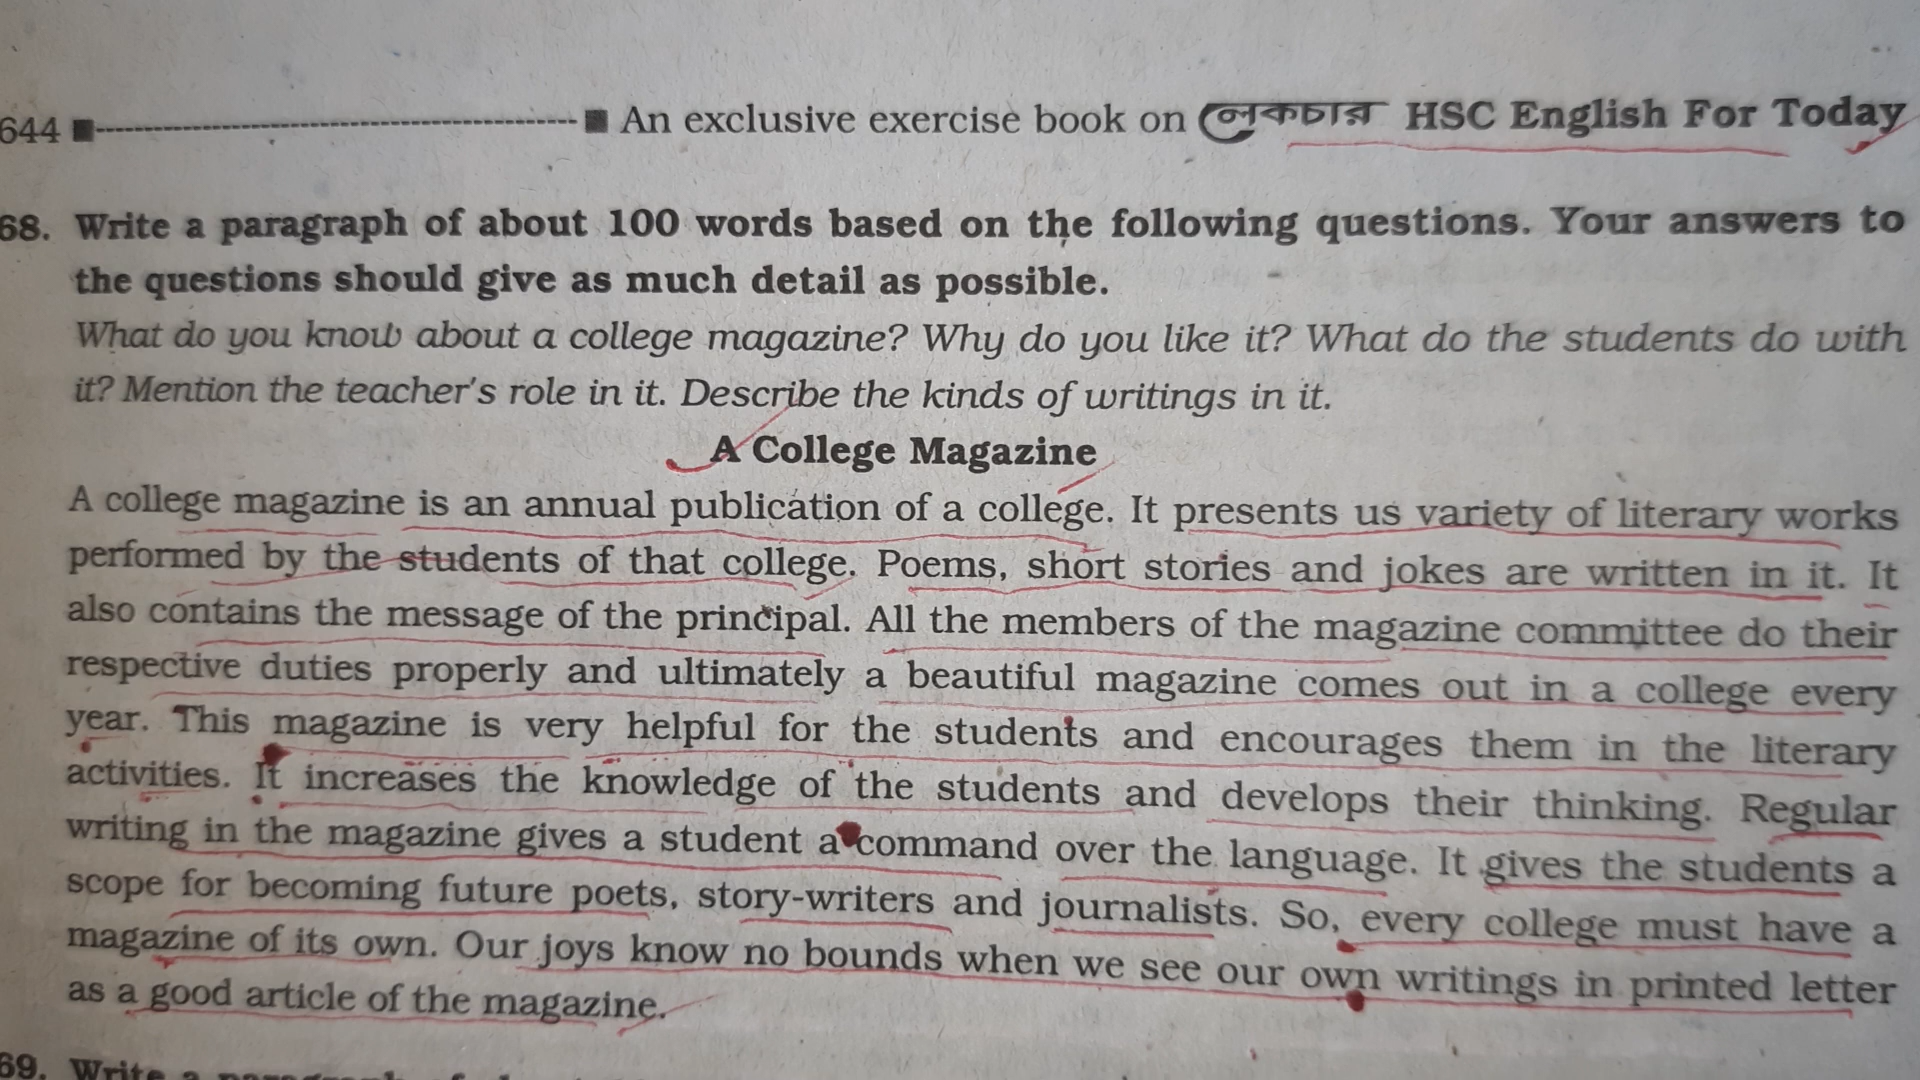 644 An exclusive exercise book on লেকচার HSC English For Today
68. Write a paragraph of about 100 words based on the following questions. Your answers to
the questions should give as much detail as possible.
What do you know about a college magazine? Why do you like it? What do the students do with
it? Mention the teacher's role in it. Describe the kinds of writings in it.
A College Magazine
A college magazine is an annual publication of a college. It presents us variety of literary works
performed by the students of that college. Poems, short stories and jokes are written in it. It
also contains the message of the principal. All the members of the magazine committee do their
respective duties properly and ultimately a beautiful magazine comes out in a college every
year. This magazine is very helpful for the students and encourages them in the literary
activities. It increases the knowledge of the students and develops their thinking. Regular
writing in the magazine gives a student a command over the language. It gives the students a
scope for becoming future poets, story-writers and journalists. So, every college must have a
magazine of its own. Our joys know no bounds when we see our own writings in printed letter
as a good article of the magazine.
69. Write a paragraph of